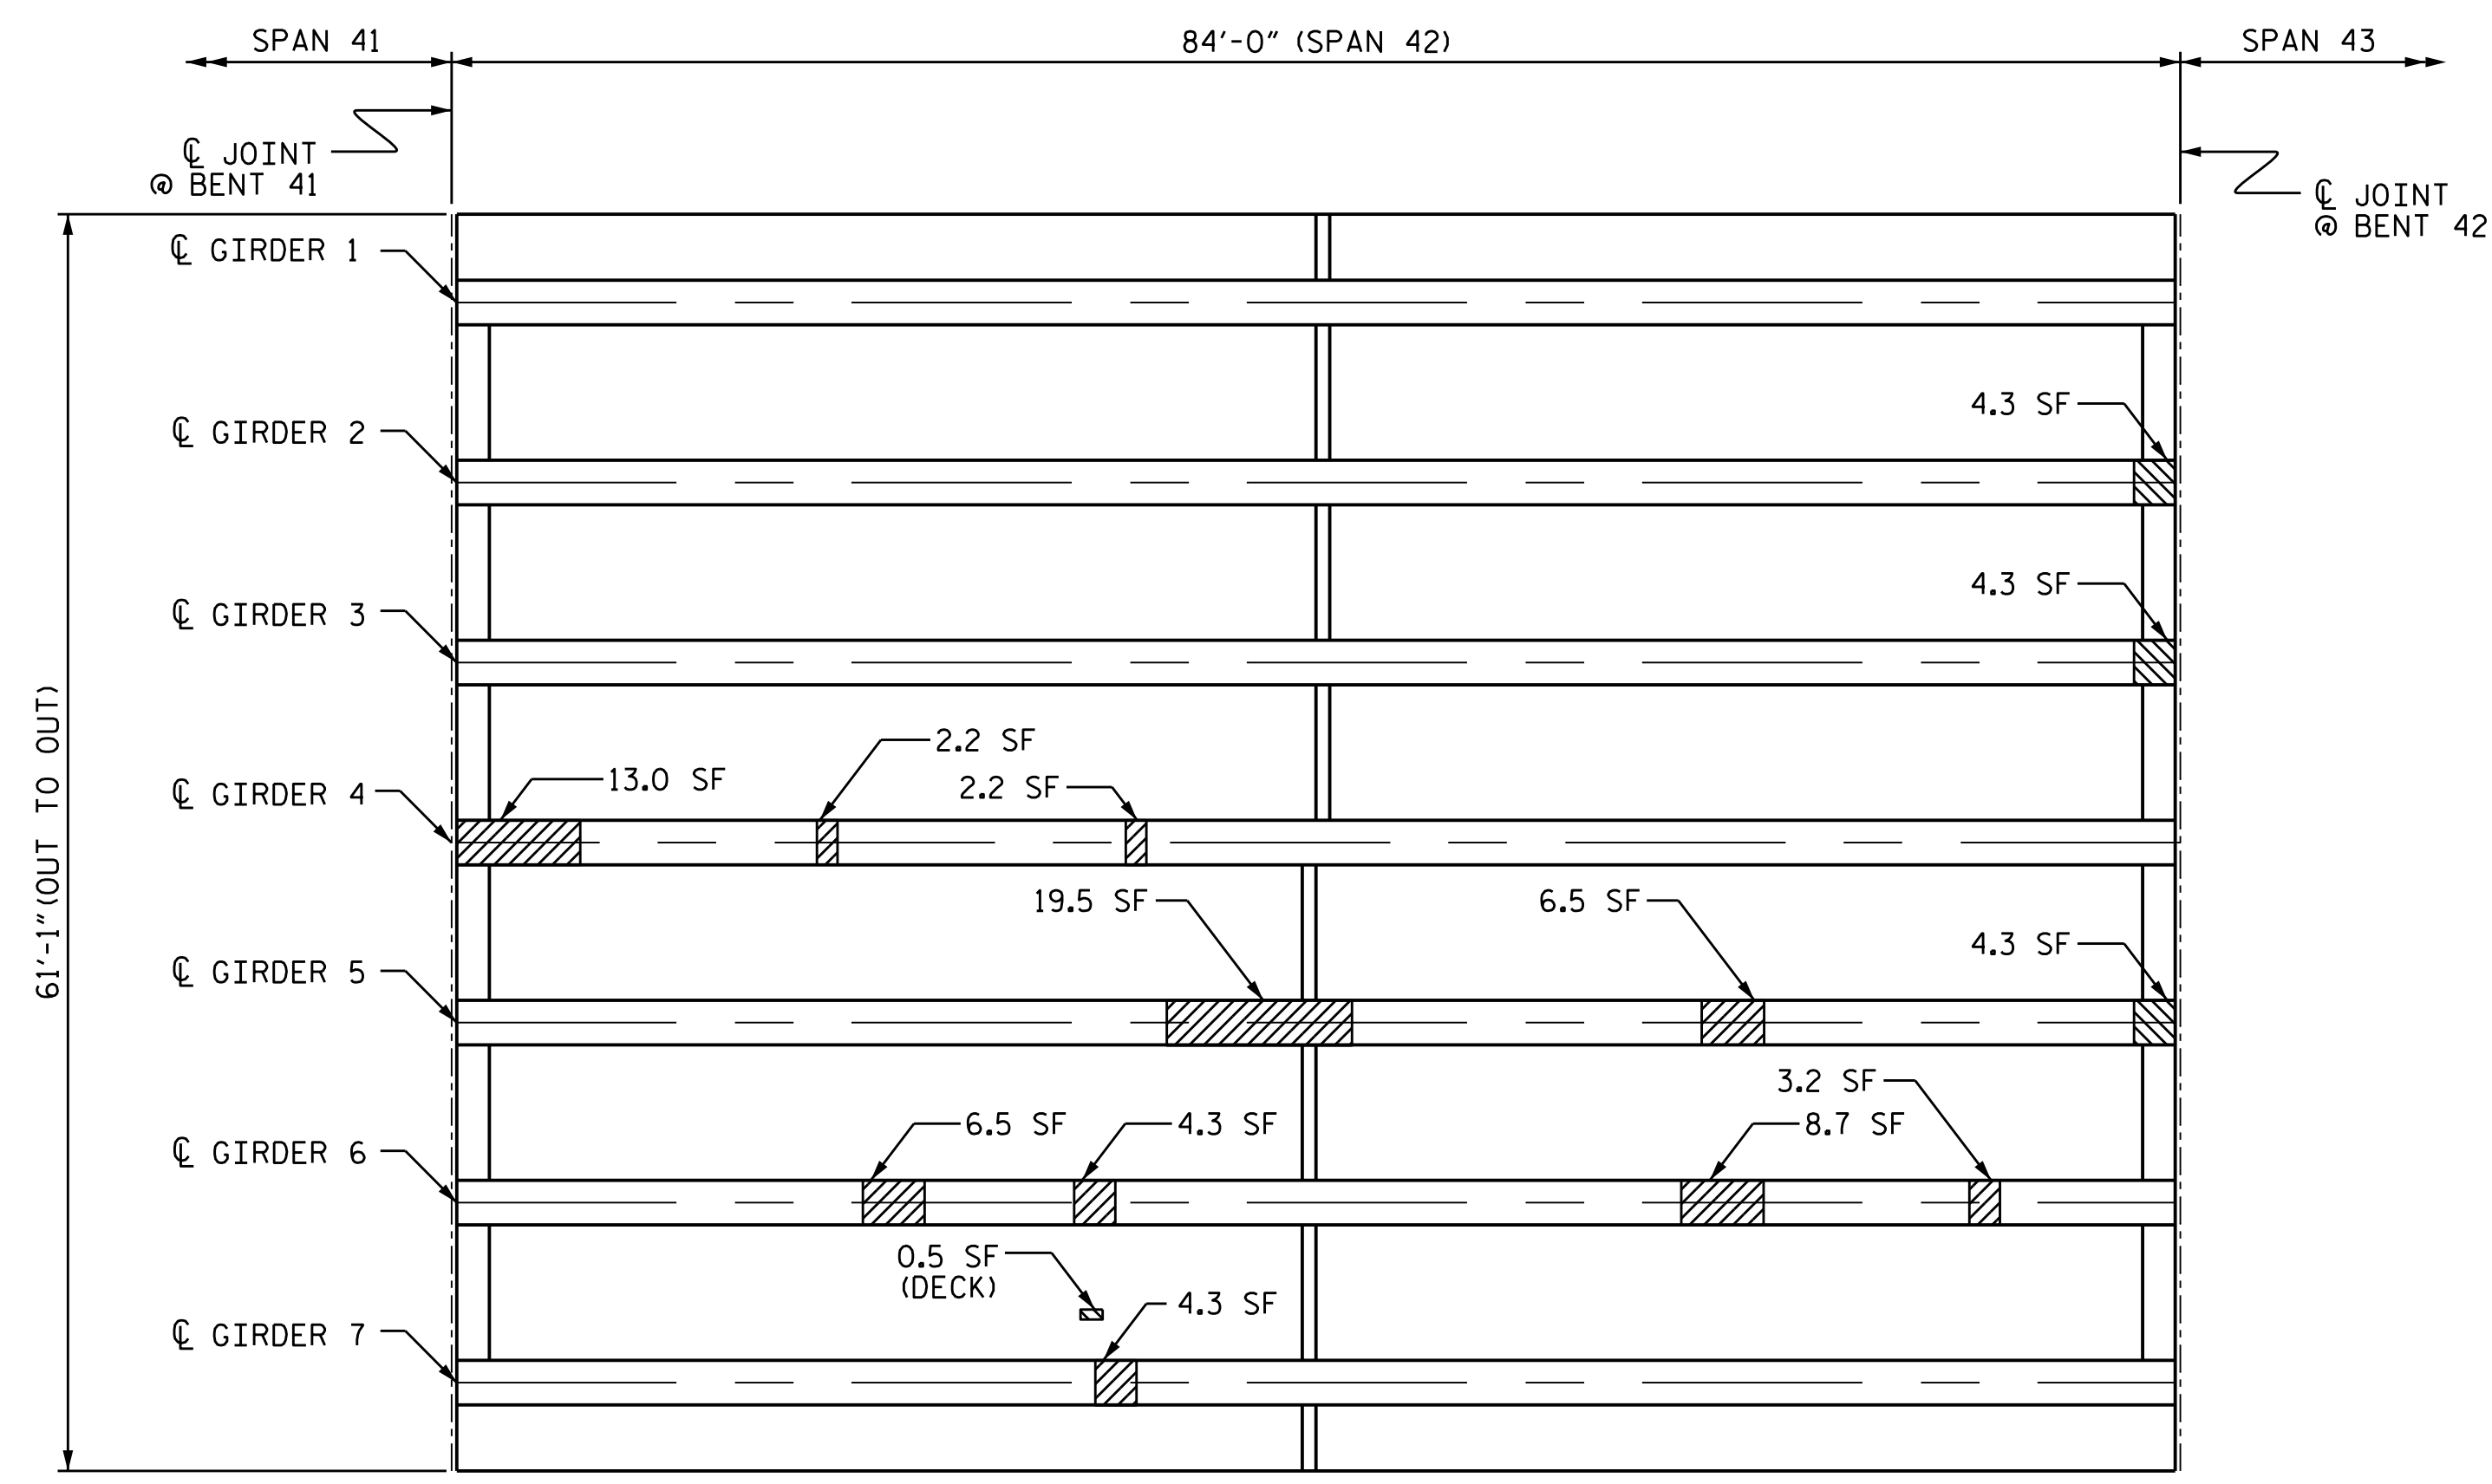 SPAN 41
84'-0" (SPAN 42)
SPAN 43
℄ JOINT
@ BENT 41
℄ JOINT
@ BENT 42
℄ GIRDER 1
℄ GIRDER 2
4.3 SF
℄ GIRDER 3
4.3 SF
61'-1"(OUT TO OUT)
℄ GIRDER 4
13.0 SF
2.2 SF
2.2 SF
℄ GIRDER 5
19.5 SF
6.5 SF
4.3 SF
℄ GIRDER 6
6.5 SF
4.3 SF
3.2 SF
8.7 SF
0.5 SF
(DECK)
℄ GIRDER 7
4.3 SF